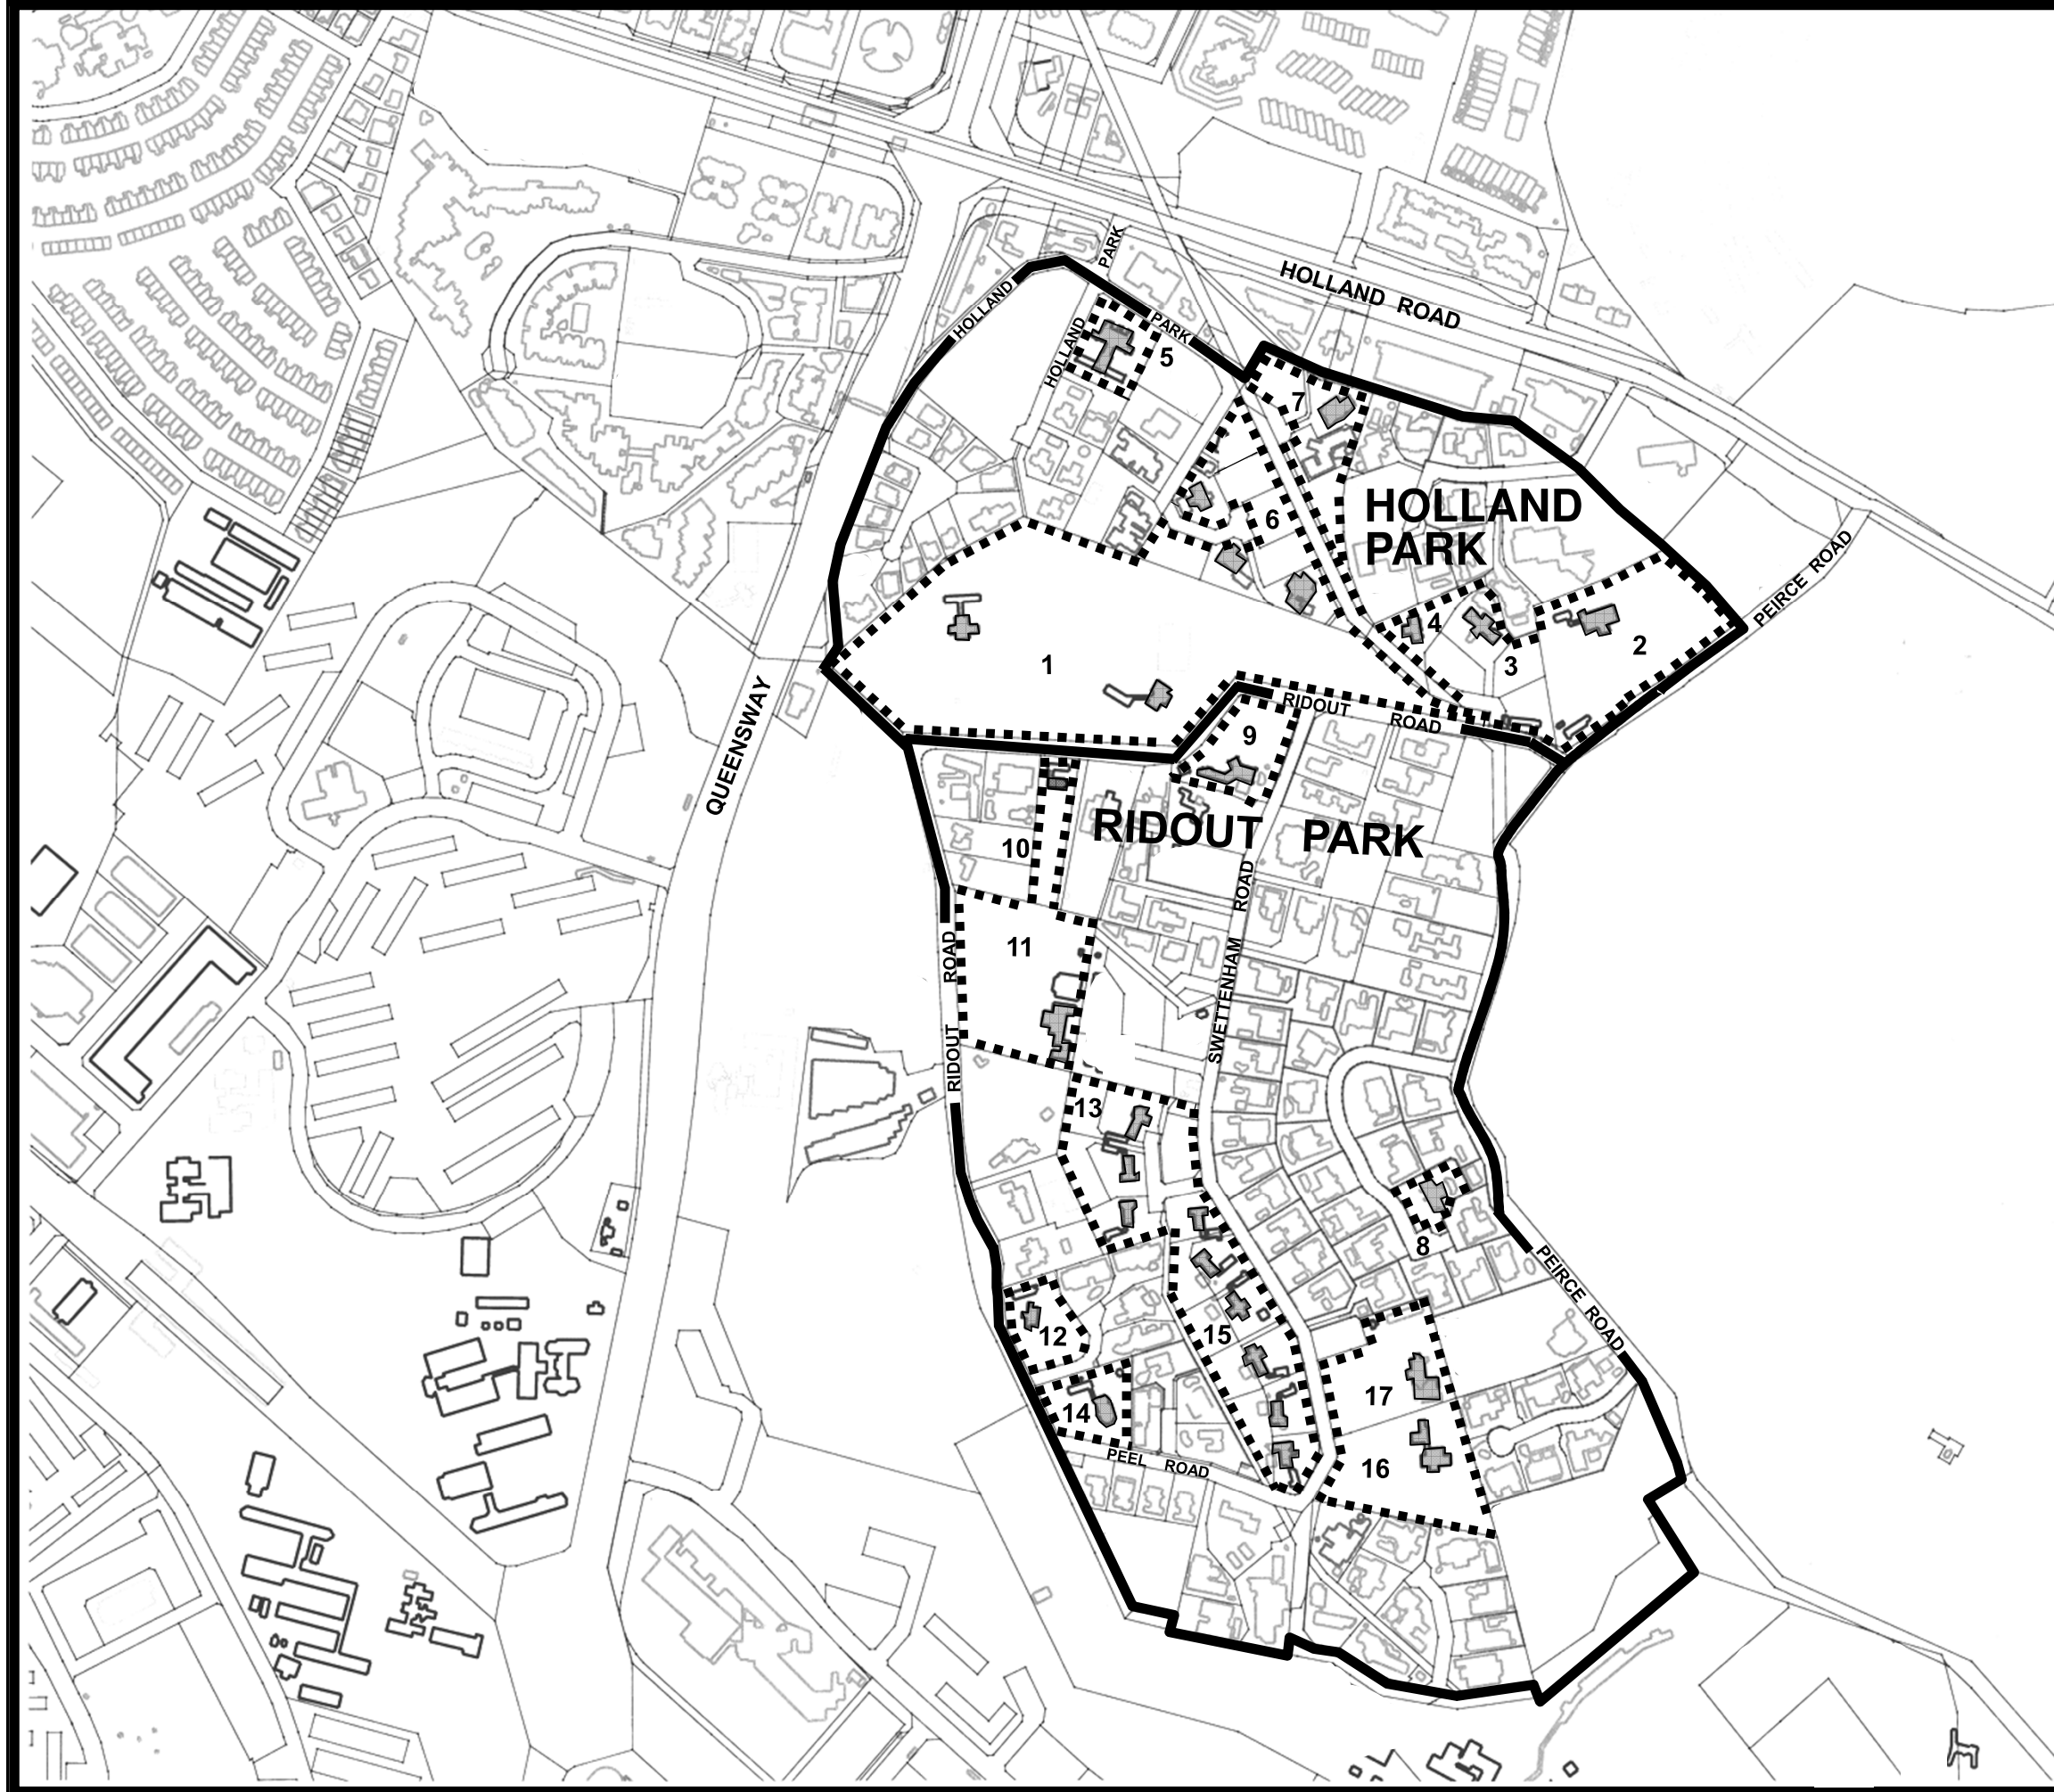 PARK
HOLLAND ROAD
HOLLAND
PARK
HOLLAND
5
7
HOLLAND
PARK
6
PEIRCE ROAD
4
2
3
1
QUEENSWAY
RIDOUT ROAD
9
RIDOUT PARK
10
SWETTENHAM ROAD
11
RIDOUT ROAD
13
8
PEIRCE ROAD
12
15
17
14
PEEL ROAD
16